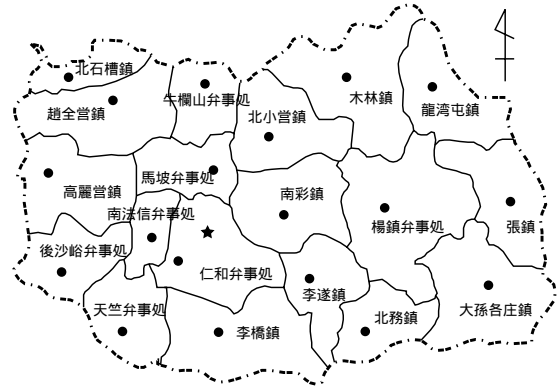 北石槽鎮
趙全営鎮
牛欄山弁事処
北小営鎮
木林鎮
龍湾屯鎮
高麗営鎮
馬坡弁事処
南彩鎮
南法信弁事処
楊鎮弁事処
張鎮
後沙峪弁事処
仁和弁事処
李遂鎮
天竺弁事処
李橋鎮
北務鎮
大孫各庄鎮